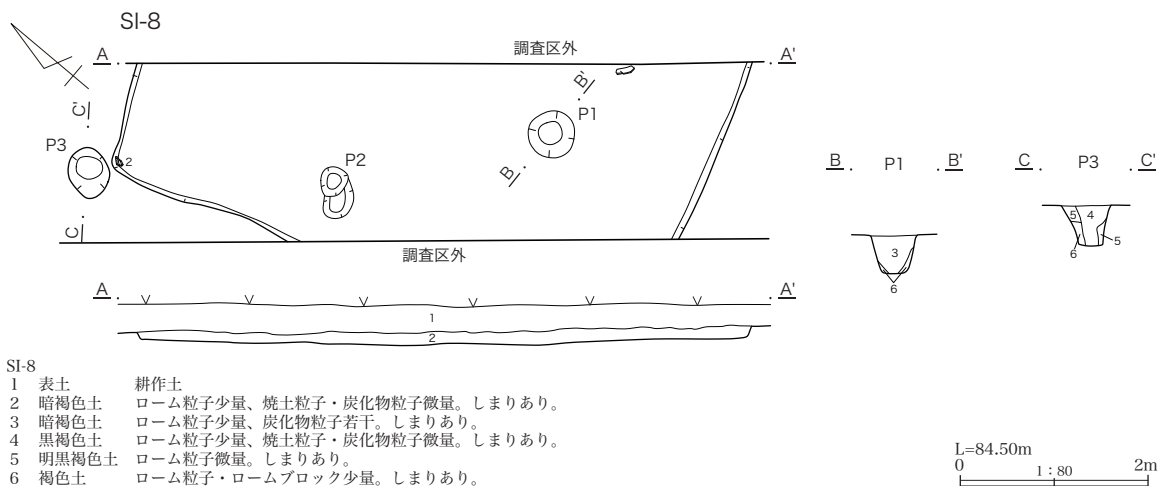 SI-8
A
調査区外
A'
B'
C'
P1
P3
2
P2
B
P1
B'
C
P3
C'
B
5
4
C
3
6
5
調査区外
6
A
A'
1
2
SI-8
1 表土 耕作土
2 暗褐色土 ローム粒子少量、焼土粒子・炭化物粒子微量。しまりあり。
3 暗褐色土 ローム粒子少量、炭化物粒子若干。しまりあり。
4 黒褐色土 ローム粒子少量、焼土粒子・炭化物粒子微量。しまりあり。
5 明黒褐色土 ローム粒子微量。しまりあり。
6 褐色土 ローム粒子・ロームブロック少量。しまりあり。
L=84.50m
0 1:80 2m